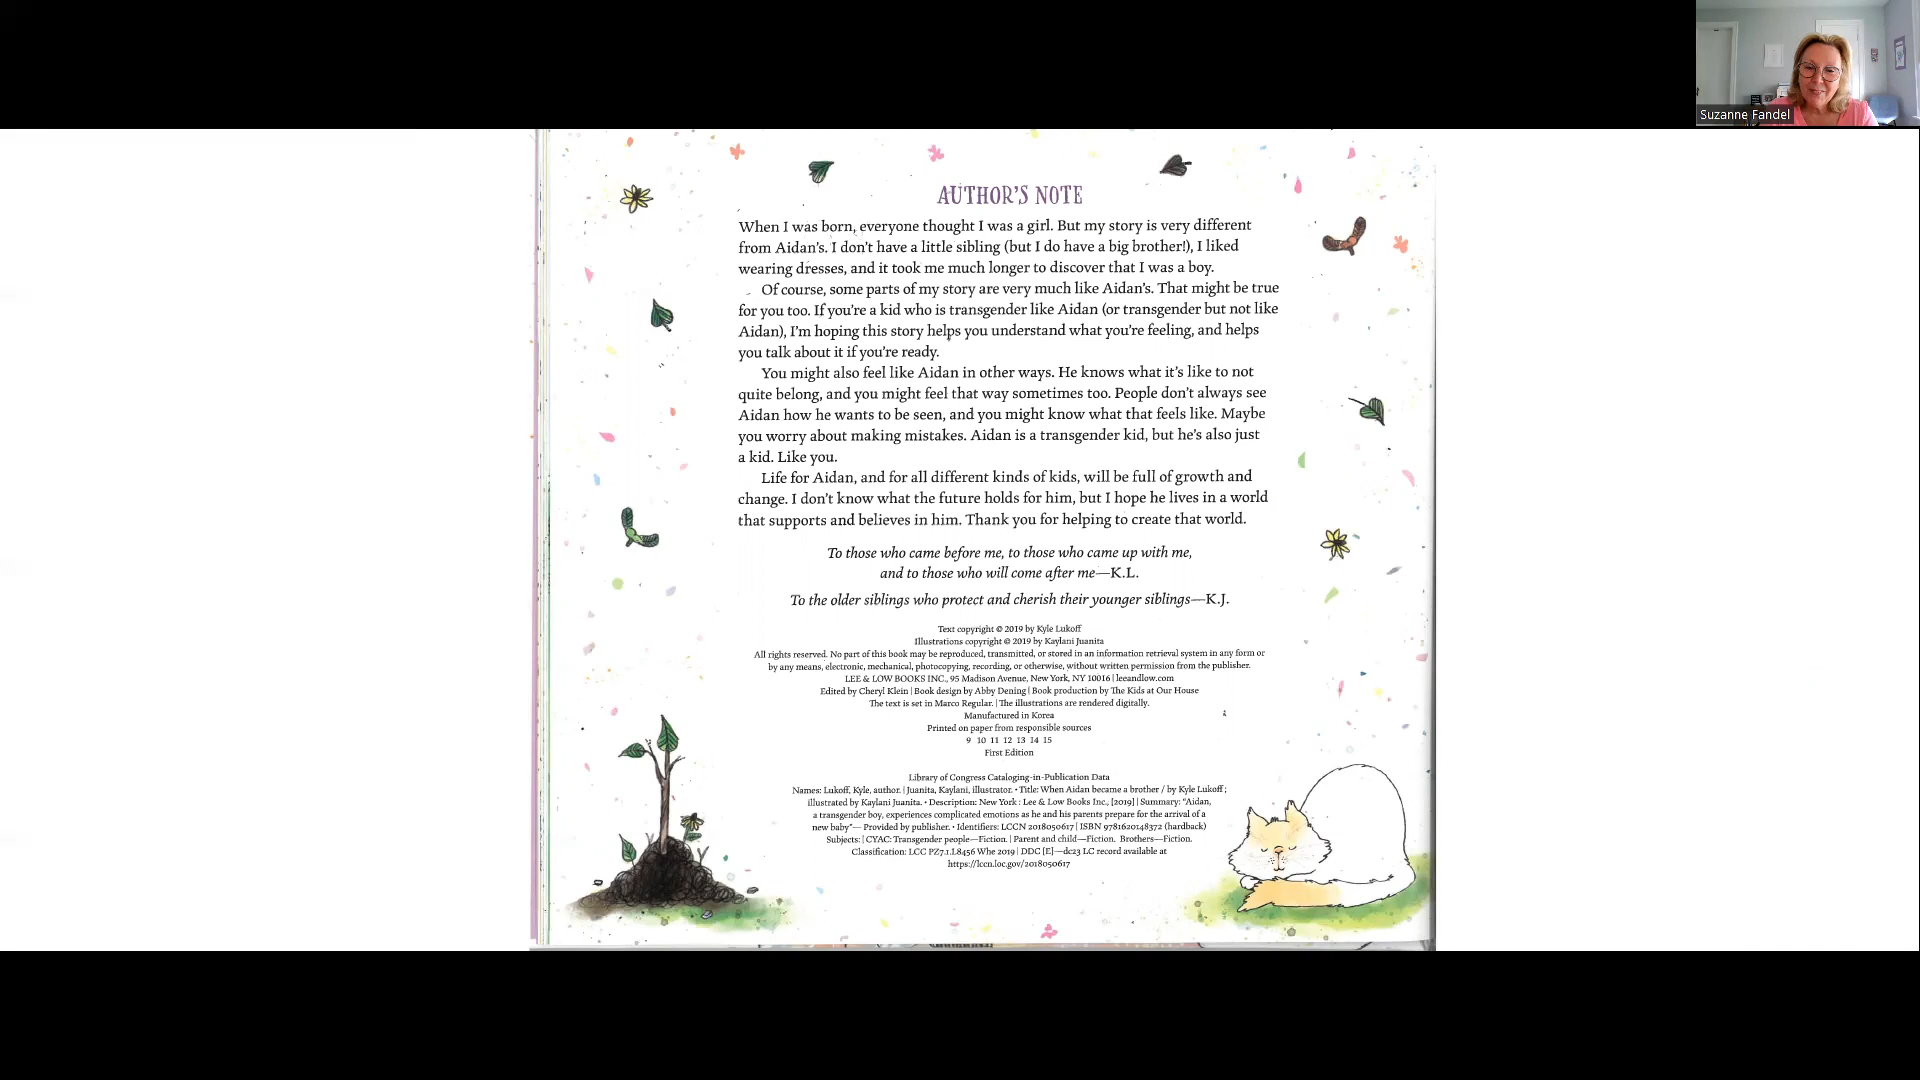 Suzanne Fandel
AUTHOR'S NOTE
When I was born, everyone thought I was a girl. But my story is very different
from Aidan's. I don't have a little sibling (but I do have a big brother!), I liked
wearing dresses, and it took me much longer to discover that I was a boy.
Of course, some parts of my story are very much like Aidan's. That might be true
for you too. If you're a kid who is transgender like Aidan (or transgender but not like
Aidan), I'm hoping this story helps you understand what you're feeling, and helps
you talk about it if you're ready.
You might also feel like Aidan in other ways. He knows what it's like to not
quite belong, and you might feel that way sometimes too. People don't always see
Aidan how he wants to be seen, and you might know what that feels like. Maybe
you worry about making mistakes. Aidan is a transgender kid, but he's also just
a kid. Like you.
Life for Aidan, and for all different kinds of kids, will be full of growth and
change. I don't know what the future holds for him, but I hope he lives in a world
that supports and believes in him. Thank you for helping to create that world.
To those who came before me, to those who came up with me,
and to those who will come after me—K.L.
To the older siblings who protect and cherish their younger siblings—K.J.
Text copyright © 2019 by Kyle Lukoff
Illustrations copyright © 2019 by Kaylani Juanita
All rights reserved. No part of this book may be reproduced, transmitted, or stored in an information retrieval system in any form or
by any means, electronic, mechanical, photocopying, recording, or otherwise, without written permission from the publisher.
LEE & LOW BOOKS INC., 95 Madison Avenue, New York, NY 10016 | leeandlow.com
Edited by Cheryl Klein | Book design by Abby Dening | Book production by The Kids at Our House
The text is set in Marco Regular. | The illustrations are rendered digitally.
Manufactured in Korea
Printed on paper from responsible sources
9 10 11 12 13 14 15
First Edition
Library of Congress Cataloging-in-Publication Data
Names: Lukoff, Kyle, author. | Juanita, Kaylani, illustrator. • Title: When Aidan became a brother / by Kyle Lukoff ;
illustrated by Kaylani Juanita. • Description: New York : Lee & Low Books Inc., [2019] | Summary: "Aidan,
a transgender boy, experiences complicated emotions as he and his parents prepare for the arrival of a
new baby"— Provided by publisher. • Identifiers: LCCN 2018050617 | ISBN 9781620148372 (hardback)
Subjects: | CYAC: Transgender people—Fiction. | Parent and child—Fiction. Brothers—Fiction.
Classification: LCC PZ7.1.L8456 Whe 2019 | DDC [E]—dc23 LC record available at
https://lccn.loc.gov/2018050617